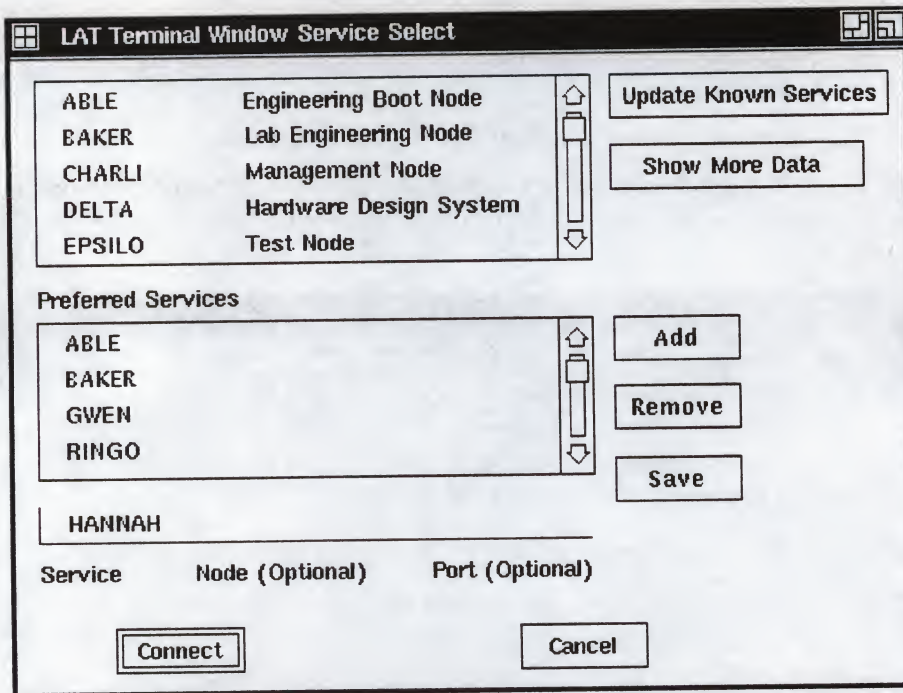 LAT Terminal Window Service Select
ABLE Engineering Boot Node
BAKER Lab Engineering Node
CHARLI Management Node
DELTA Hardware Design System
EPSILO Test Node
Update Known Services
Show More Data
Preferred Services
ABLE
BAKER
GWEN
RINGO
Add
Remove
Save
HANNAH
Service Node (Optional) Port (Optional)
Connect Cancel